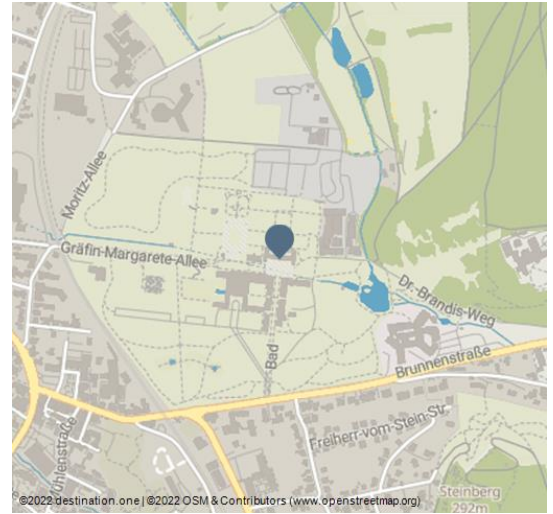 Moritz-Allee
Gräfin-Margarete-Allee
Dr.-Brandis-Weg
Bad
Brunnenstraße
Freiherr-vom-Stein-Str.
ühlenstraße
Steinberg
292m
©2022 destination.one | ©2022 OSM & Contributors (www.openstreetmap.org)